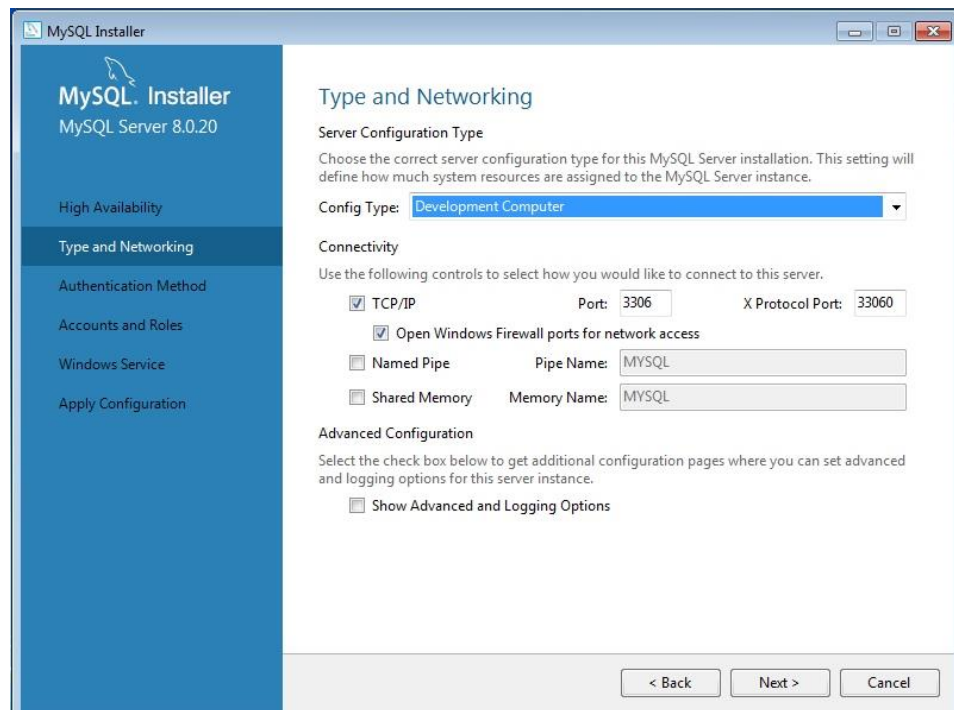 MySQL Installer
MySQL. Installer
MySQL Server 8.0.20
High Availability
Type and Networking
Authentication Method
Accounts and Roles
Windows Service
Apply Configuration
Type and Networking
Server Configuration Type
Choose the correct server configuration type for this MySQL Server installation. This setting will
define how much system resources are assigned to the MySQL Server instance.
Config Type: Development Computer
Connectivity
Use the following controls to select how you would like to connect to this server.
TCP/IP Port: 3306 X Protocol Port: 33060
Open Windows Firewall ports for network access
Named Pipe Pipe Name: MYSQL
Shared Memory Memory Name: MYSQL
Advanced Configuration
Select the check box below to get additional configuration pages where you can set advanced
and logging options for this server instance.
Show Advanced and Logging Options
< Back Next > Cancel